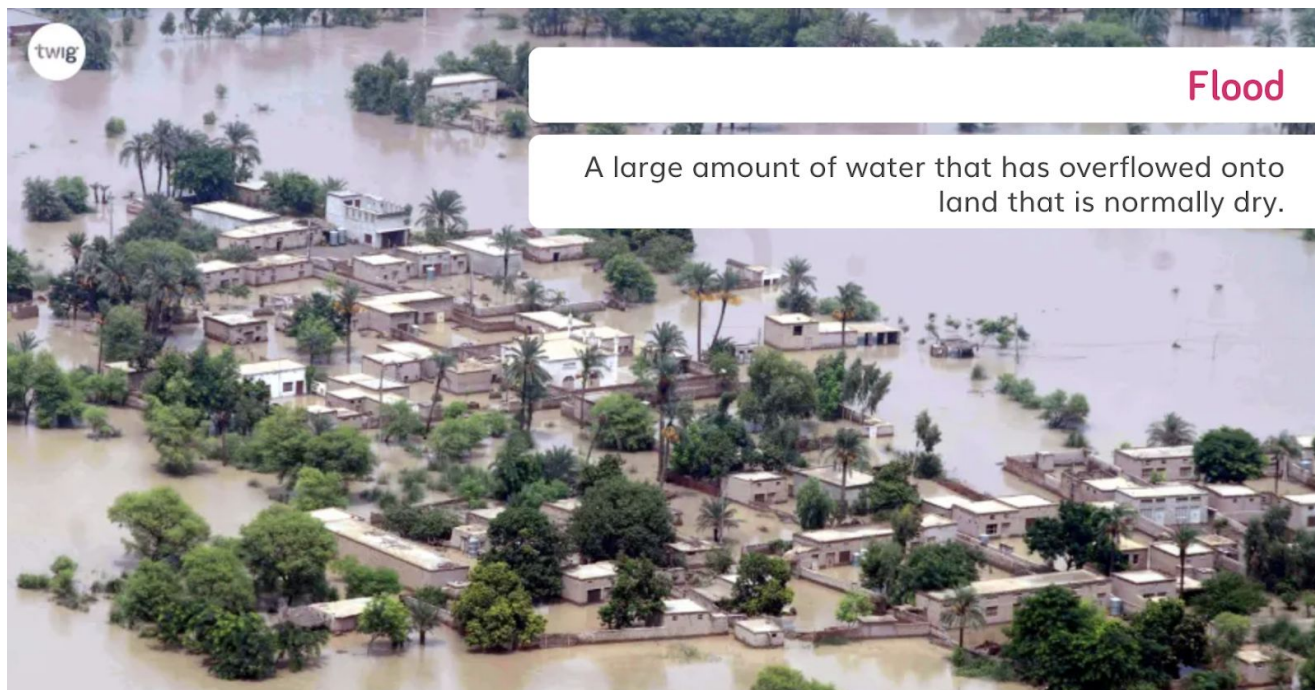 twig
Flood
A large amount of water that has overflowed onto
land that is normally dry.